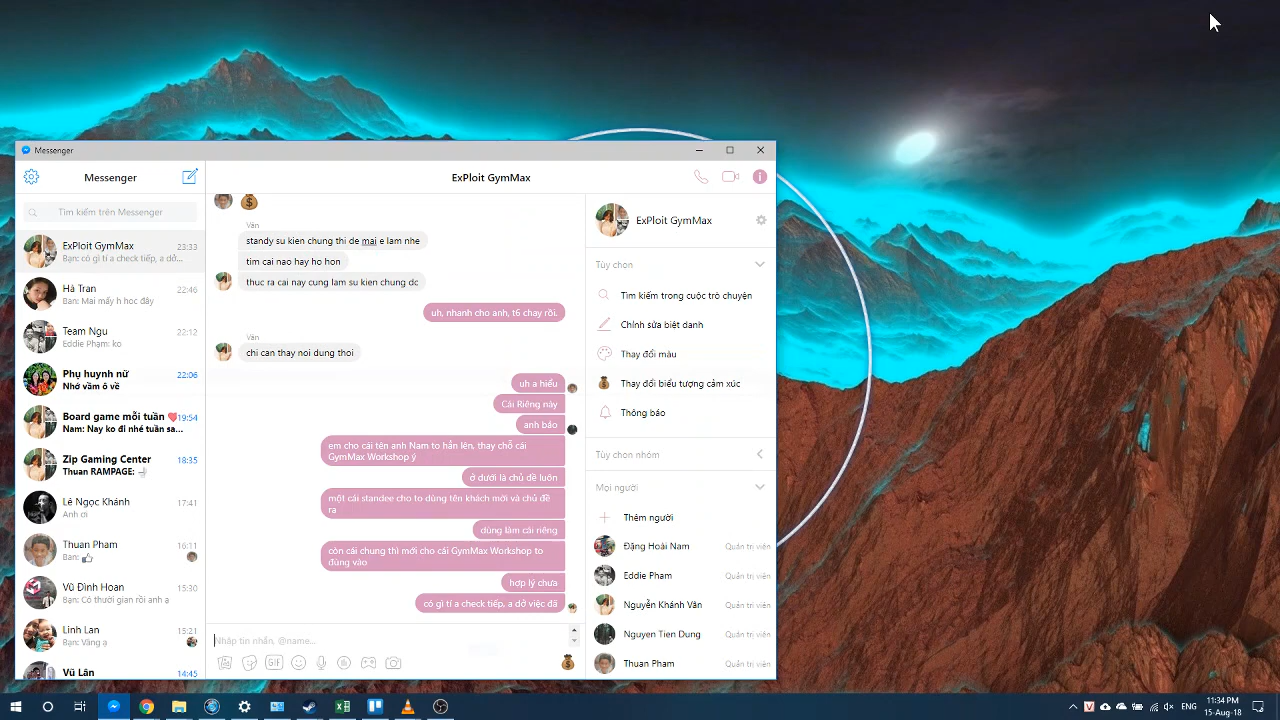 Messenger
Messenger
ExPloit GymMax
Tìm kiếm trên Messenger
ExPloit GymMax
23:33
Bạn: có gì tí a check tiếp, a dở...
Hà Tran
22:46
Bạn: Mai mấy h học đấy
Team Ngu
22:12
Eddie Phạm: ko
Phụ huynh nữ
22:06
Nhớ vầm ô về
Board game mỗi tuần ❤
19:54
Nam: Nay ko đi nhé tuần sa...
Zip Gaming Center
18:35
Thuan RAMPAGE:
Lê Ngọc Khánh
17:41
Anh ơi
Thuan Pham
16:11
Bạn:
Vũ Đình Hoan
15:30
Bạn: Có thười gian rồi anh ạ
Linh Lan
15:21
Bạn: Vâng ạ
Vũ Lân
14:45
Vân
standy su kien chung thi de mai e lam nhe
tim cai nao hay ho hon
thuc ra cai nay cung lam su kien chung dc
uh, nhanh cho anh, t6 chạy rồi.
Vân
chi can thay noi dung thoi
uh a hiểu
Cái Riêng này
anh bảo
em cho cái tên anh Nam to hẳn lên, thay chỗ cái
GymMax Workshop ý
ở dưới là chủ đề luôn
một cái standee cho to dùng tên khách mời và chủ đề
ra
dùng làm cái riêng
còn cái chung thì mới cho cái GymMax Workshop to
đùng vào
hợp lý chưa
có gì tí a check tiếp, a dở việc đã
Nhập tin nhắn, @name...
GIF
ExPloit GymMax
Tùy chọn
Tìm kiếm trong cuộc trò chuyện
Chỉnh sửa biệt danh
Thay đổi màu
Thay đổi biểu tượng cảm xúc
Thông báo
Tùy chọn nhóm
Mọi người
Thêm người
Đặng Hoài Nam
Quản trị viên
Eddie Phạm
Quản trị viên
Nguyễn Khánh Vân
Quản trị viên
Nguyen Tien Dung
Quản trị viên
Thuan Pham
Quản trị viên
ENG
11:34 PM
15-Aug-18